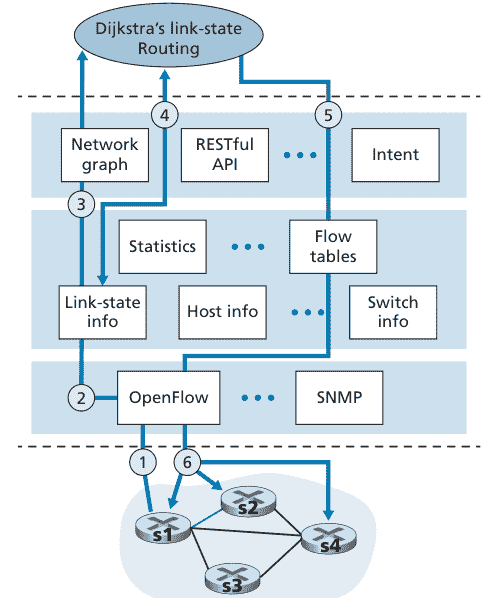 Dijkstra's link-state
Routing
4
5
Network
graph
RESTful
API
Intent
3
Statistics
Flow
tables
Link-state
info
Host info
Switch
info
2
OpenFlow
SNMP
1
6
s1
s2
s3
s4